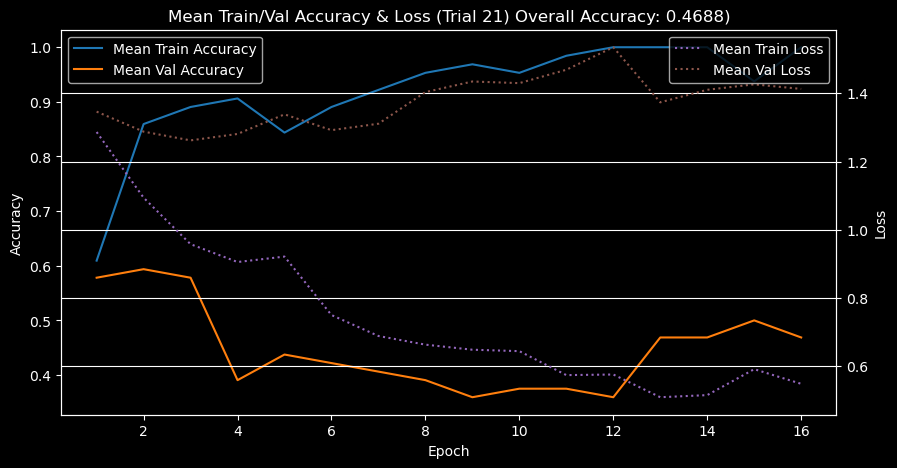 Mean Train/Val Accuracy & Loss (Trial 21) Overall Accuracy: 0.4688)
Mean Train Accuracy
Mean Val Accuracy
Mean Train Loss
Mean Val Loss
Accuracy
1.0
0.9
0.8
0.7
0.6
0.5
0.4
Loss
1.4
1.2
1.0
0.8
0.6
2 4 6 8 10 12 14 16
Epoch